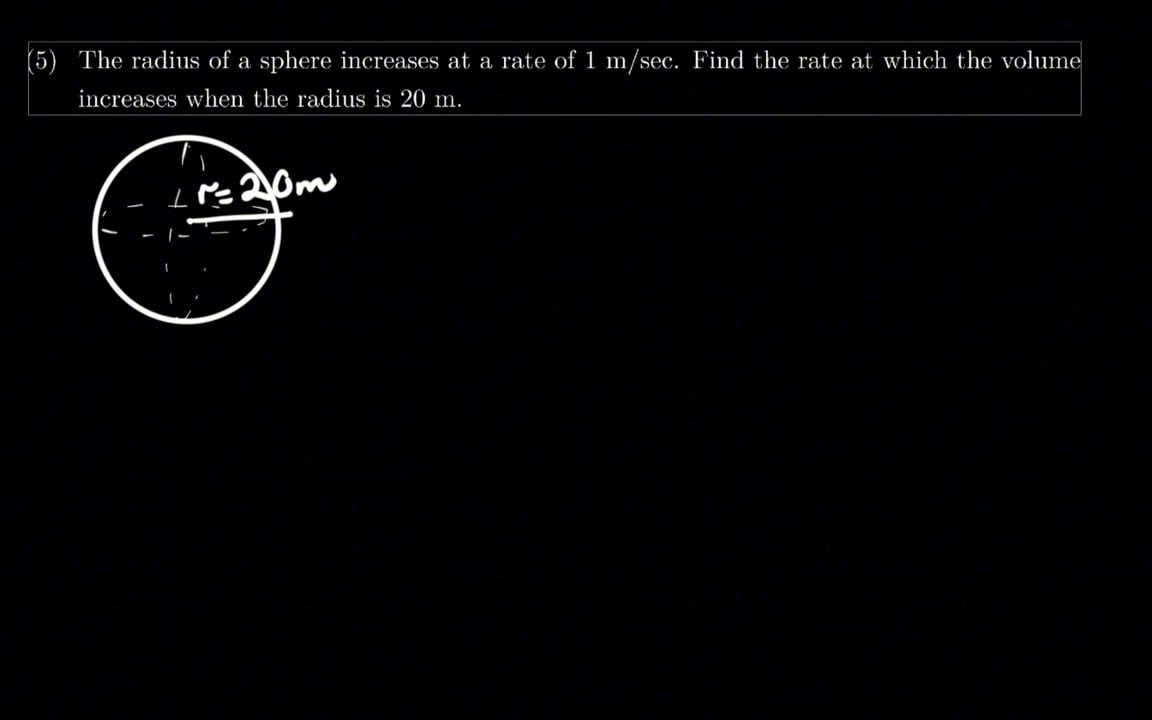 (5) The radius of a sphere increases at a rate of 1 m/sec. Find the rate at which the volume
increases when the radius is 20 m.
r=20m